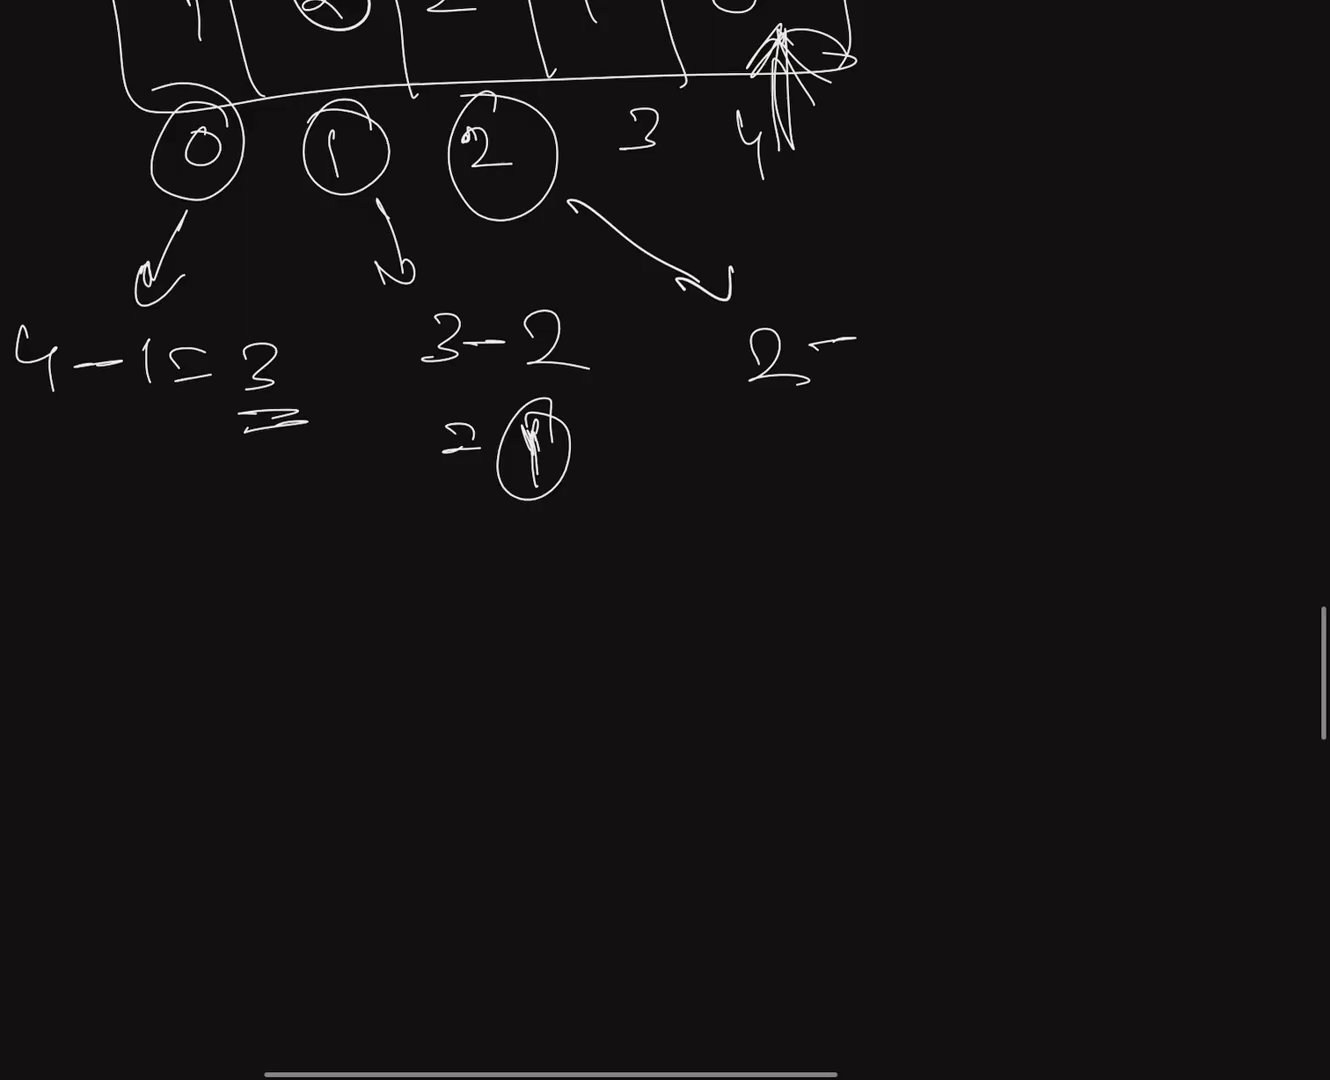 0 1 2 3 4
4-1= 3 3-2 2-
= 1